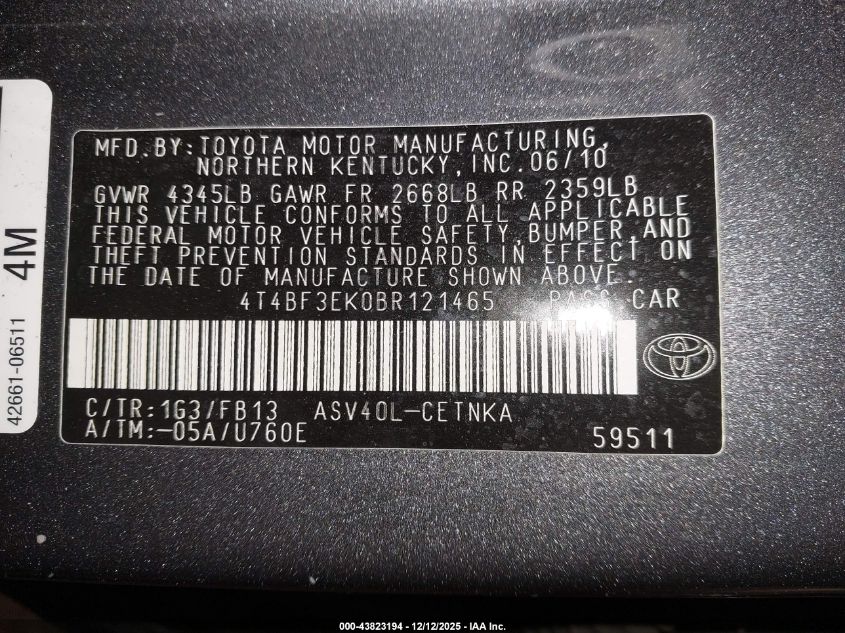 MFD.BY:TOYOTA MOTOR MANUFACTURING,
NORTHERN KENTUCKY,INC.06/10
GVWR 4345LB GAWR FR 2668LB RR 2359LB
THIS VEHICLE CONFORMS TO ALL APPLICABLE
FEDERAL MOTOR VEHICLE SAFETY,BUMPER,AND
THEFT PREVENTION STANDARDS IN EFFECT ON
THE DATE OF MANUFACTURE SHOWN ABOVE.
4T4BF3EK0BR121465 PASS CAR
C/TR:1G3/FB13 ASV40L-CETNKA
A/TM:-05A/U760E
59511
4M
42661-06511
000-43823194 - 12/12/2025 - IAA Inc.